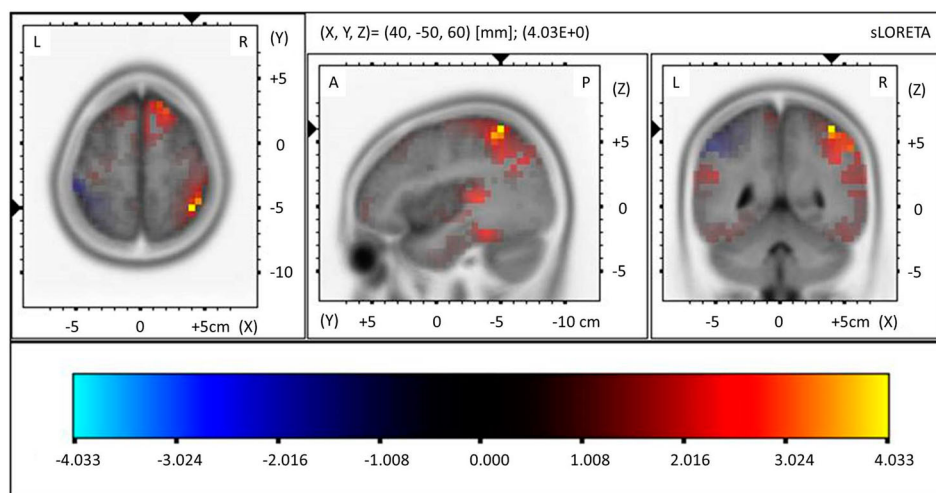 (X, Y, Z)= (40, -50, 60) [mm]; (4.03E+0) sLORETA
L R (Y)
+5
0
-5
-10
-5 0 +5cm (X)
A P (Z)
+5
0
-5
(Y) +5 0 -5 -10 cm
L R (Z)
+5
0
-5
-5 0 +5cm (X)
-4.033 -3.024 -2.016 -1.008 0.000 1.008 2.016 3.024 4.033